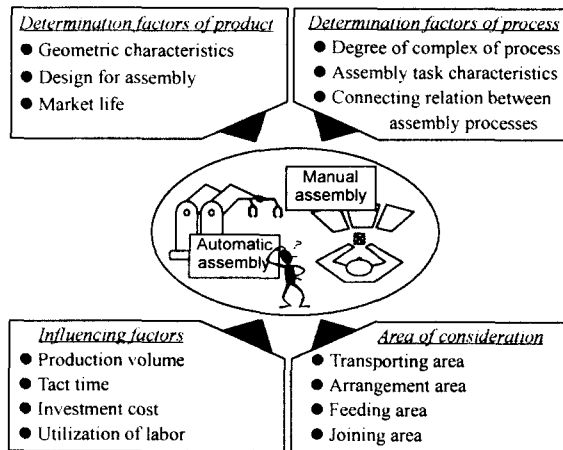 Determination factors of product
● Geometric characteristics
● Design for assembly
● Market life
Determination factors of process
● Degree of complex of process
● Assembly task characteristics
● Connecting relation between
assembly processes
Manual
assembly
Automatic
assembly
?
Influencing factors
● Production volume
● Tact time
● Investment cost
● Utilization of labor
Area of consideration
● Transporting area
● Arrangement area
● Feeding area
● Joining area